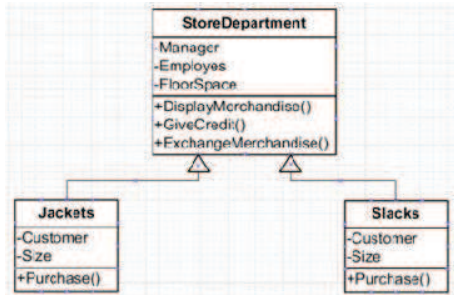 StoreDepartment
-Manager
-Employes
-FloorSpace
+DisplayMerchandise()
+GiveCredit()
+ExchangeMerchandise()
Jackets
-Customer
-Size
+Purchase()
Slacks
-Customer
-Size
+Purchase()